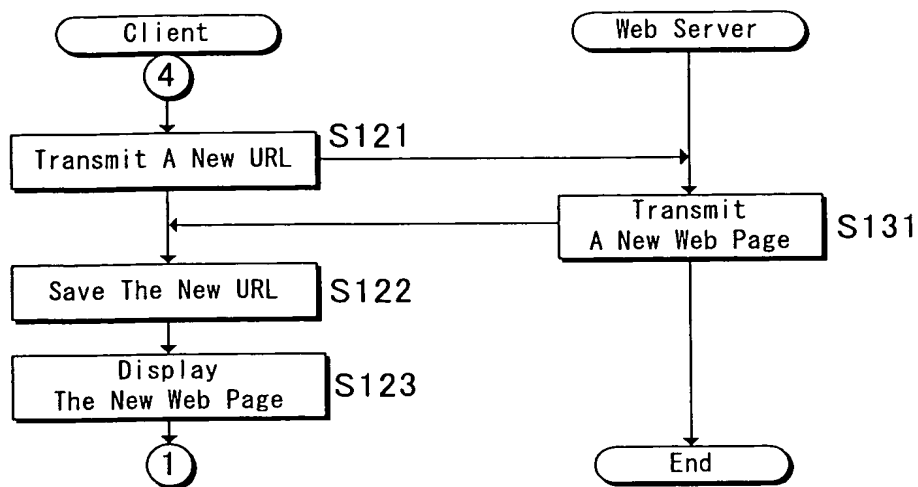 Client
Web Server
4
Transmit A New URL
S121
Transmit
A New Web Page
S131
Save The New URL
S122
Display
The New Web Page
S123
1
End